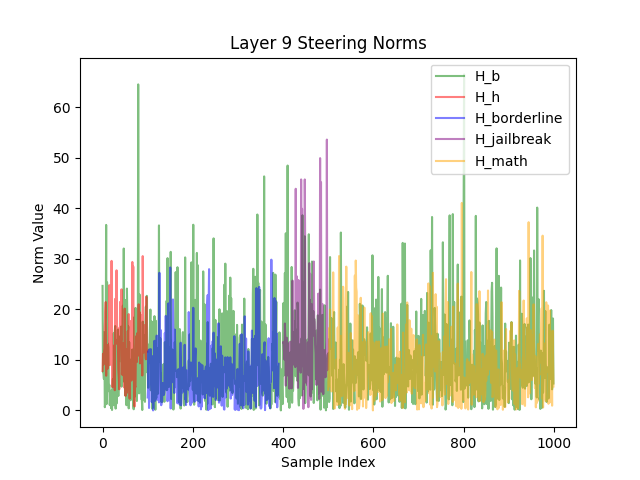 Layer 9 Steering Norms
H_b
H_h
H_borderline
H_jailbreak
H_math
Norm Value
60
50
40
30
20
10
0
0 200 400 600 800 1000
Sample Index